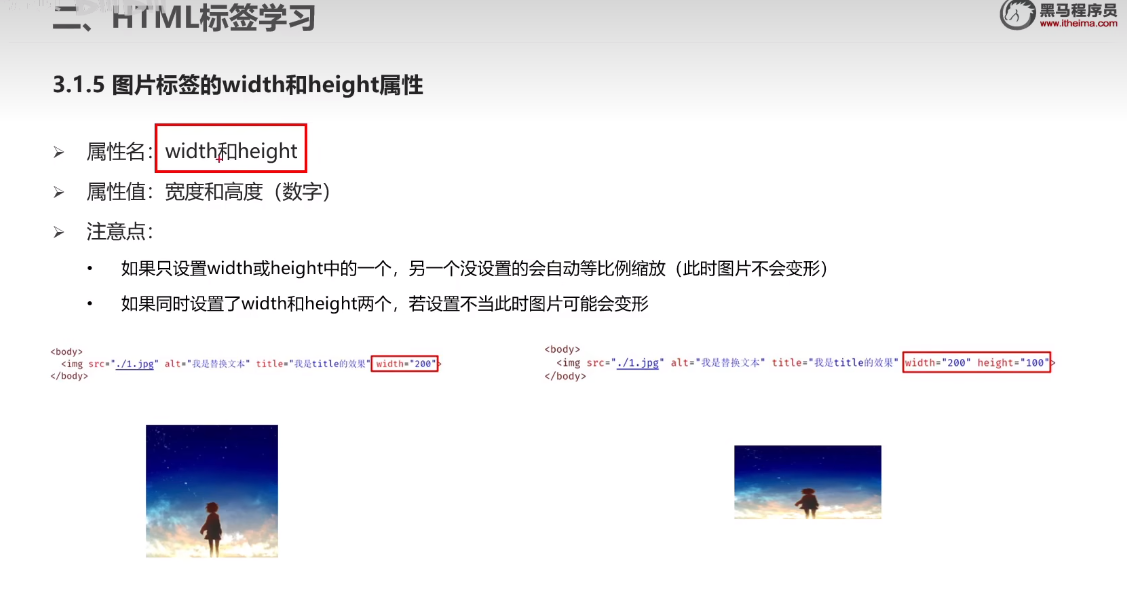 二、HTML标签学习
黑马程序员
www.itheima.com
3.1.5 图片标签的width和height属性
➢ 属性名：width和height
➢ 属性值：宽度和高度（数字）
➢ 注意点：
• 如果只设置width或height中的一个，另一个没设置的会自动等比例缩放（此时图片不会变形）
• 如果同时设置了width和height两个，若设置不当此时图片可能会变形
<body>
<img src="./1.jpg" alt="我是替换文本" title="我是title的效果" width="200">
</body>
<body>
<img src="./1.jpg" alt="我是替换文本" title="我是title的效果" width="200" height="100">
</body>